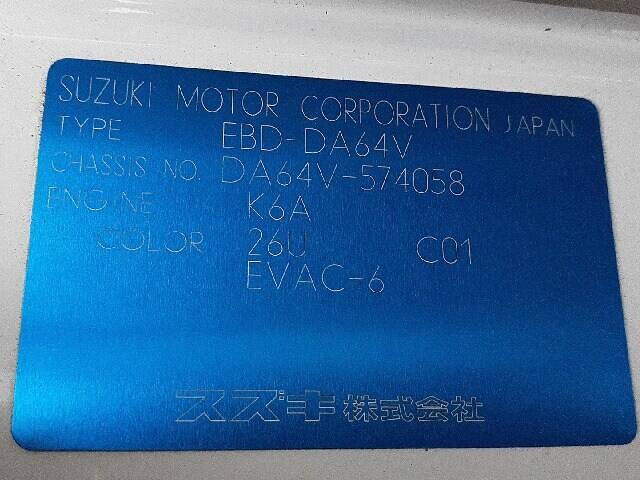 SUZUKI MOTOR CORPORATION JAPAN
TYPE EBD-DA64V
CHASSIS NO. DA64V-574058
ENGINE K6A
COLOR 26U C01
EVAC-6
スズキ株式会社